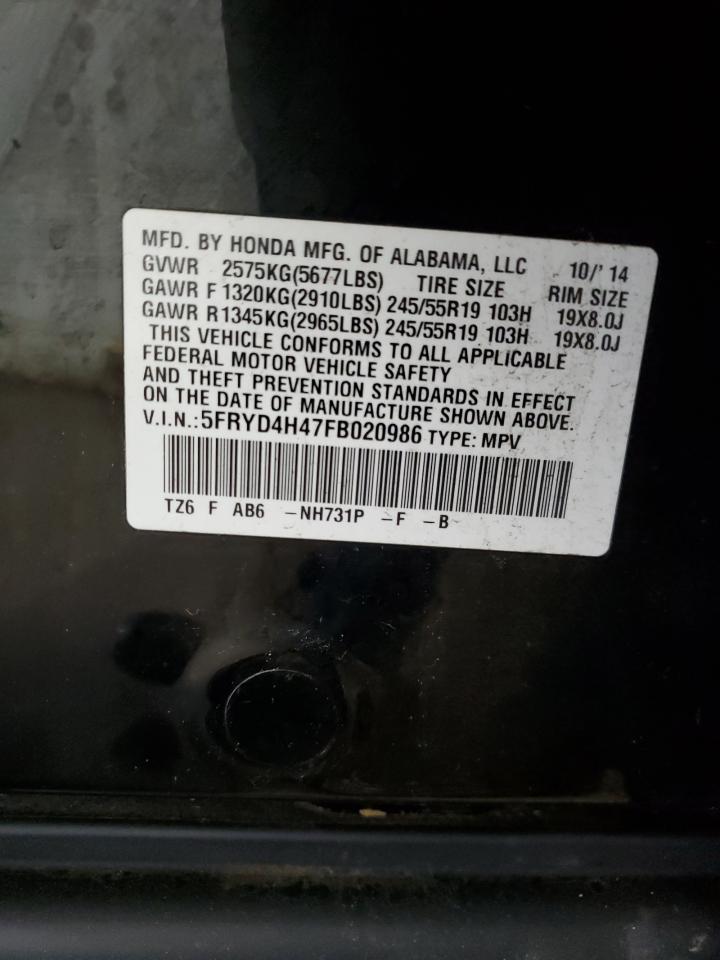 MFD. BY HONDA MFG. OF ALABAMA, LLC 10/'14
GVWR 2575KG(5677LBS) TIRE SIZE RIM SIZE
GAWR F 1320KG(2910LBS) 245/55R19 103H 19X8.0J
GAWR R1345KG(2965LBS) 245/55R19 103H 19X8.0J
THIS VEHICLE CONFORMS TO ALL APPLICABLE
FEDERAL MOTOR VEHICLE SAFETY
AND THEFT PREVENTION STANDARDS IN EFFECT
ON THE DATE OF MANUFACTURE SHOWN ABOVE.
V.I.N.:5FRYD4H47FB020986 TYPE: MPV
TZ6 F AB6 -NH731P -F -B